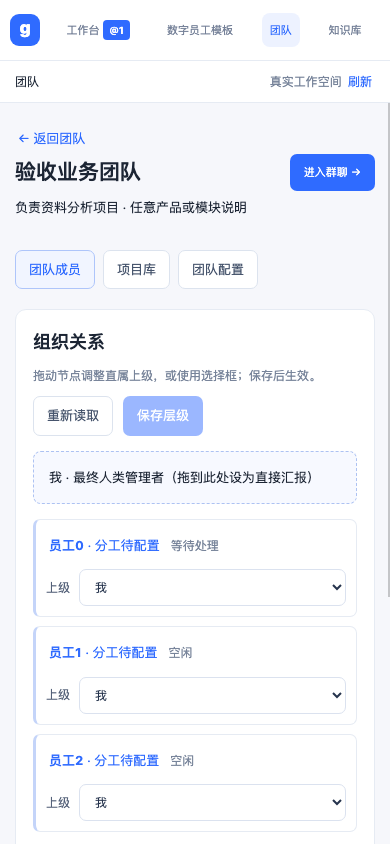 g 工作台 @1 数字员工模板 团队 知识库
团队 真实工作空间 刷新
← 返回团队
验收业务团队 进入群聊 →
负责资料分析项目 · 任意产品或模块说明
团队成员 项目库 团队配置
组织关系
拖动节点调整直属上级，或使用选择框；保存后生效。
重新读取 保存层级
我 · 最终人类管理者（拖到此处设为直接汇报）
员工0 · 分工待配置 等待处理
上级 我
员工1 · 分工待配置 空闲
上级 我
员工2 · 分工待配置 空闲
上级 我